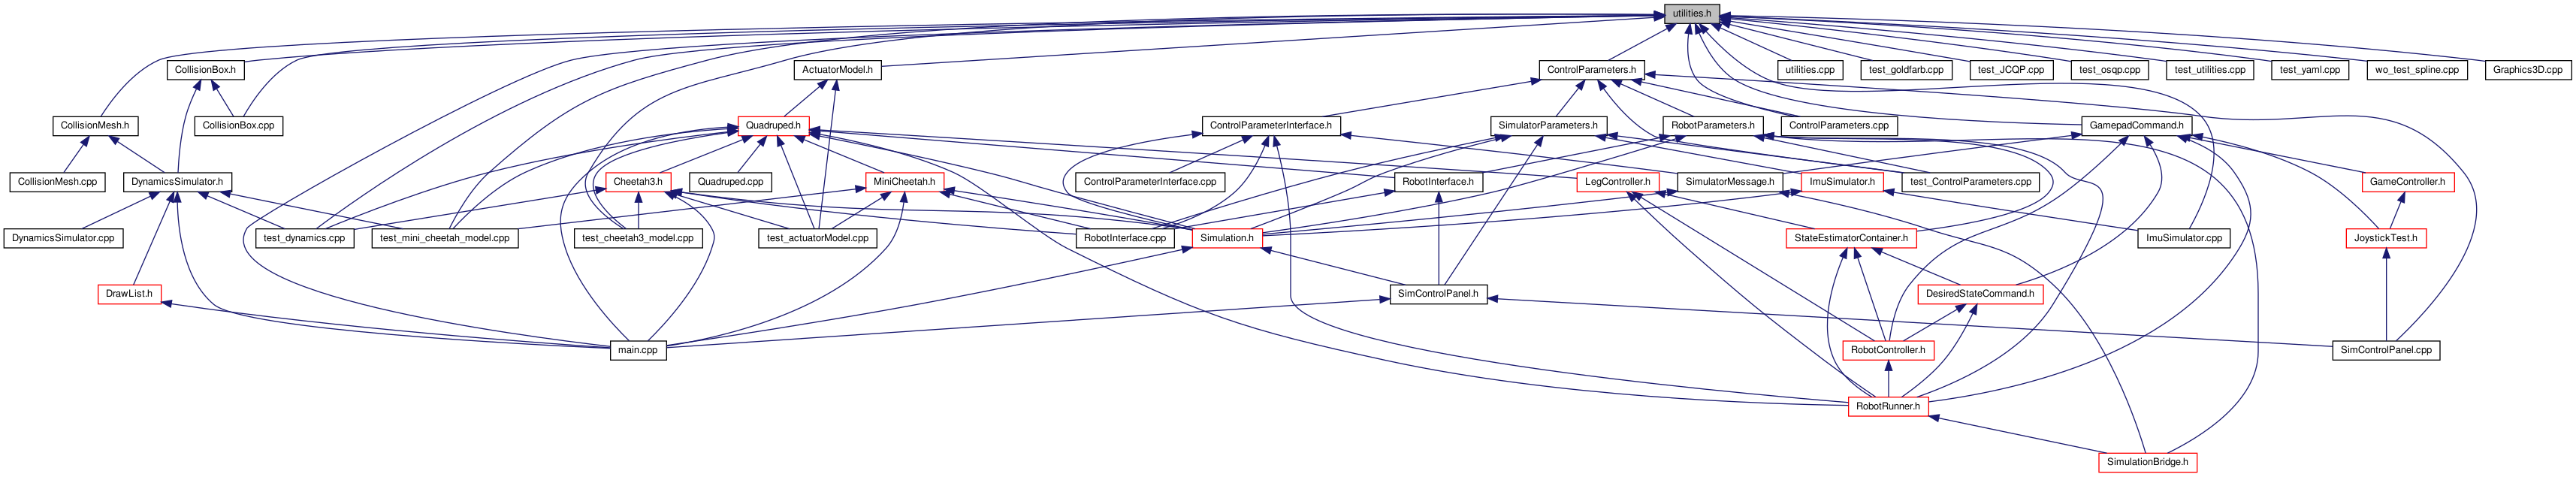 utilities.h
CollisionBox.h
ActuatorModel.h
ControlParameters.h
utilities.cpp
test_goldfarb.cpp
test_JCQP.cpp
test_osqp.cpp
test_utilities.cpp
test_yaml.cpp
wo_test_spline.cpp
Graphics3D.cpp
CollisionMesh.h
CollisionBox.cpp
Quadruped.h
ControlParameterInterface.h
SimulatorParameters.h
RobotParameters.h
ControlParameters.cpp
GamepadCommand.h
CollisionMesh.cpp
DynamicsSimulator.h
Cheetah3.h
Quadruped.cpp
MiniCheetah.h
ControlParameterInterface.cpp
RobotInterface.h
LegController.h
SimulatorMessage.h
ImuSimulator.h
test_ControlParameters.cpp
GameController.h
DynamicsSimulator.cpp
test_dynamics.cpp
test_mini_cheetah_model.cpp
test_cheetah3_model.cpp
test_actuatorModel.cpp
RobotInterface.cpp
Simulation.h
StateEstimatorContainer.h
ImuSimulator.cpp
JoystickTest.h
DrawList.h
SimControlPanel.h
DesiredStateCommand.h
main.cpp
RobotController.h
SimControlPanel.cpp
RobotRunner.h
SimulationBridge.h